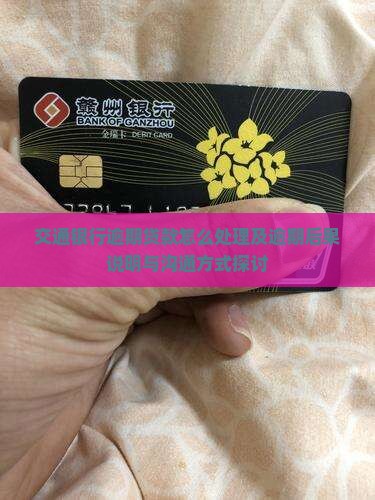 赣州银行
BANK OF GANZHOU
金瑞卡 DEBIT CARD
交通银行逾期贷款怎么处理及逾期后果
说明与沟通方式探讨